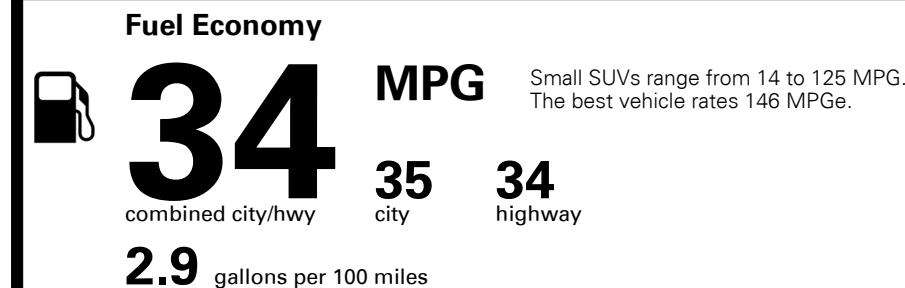 Fuel Economy
34 MPG
Small SUVs range from 14 to 125 MPG.
The best vehicle rates 146 MPGe.
35 34
combined city/hwy city highway
2.9 gallons per 100 miles